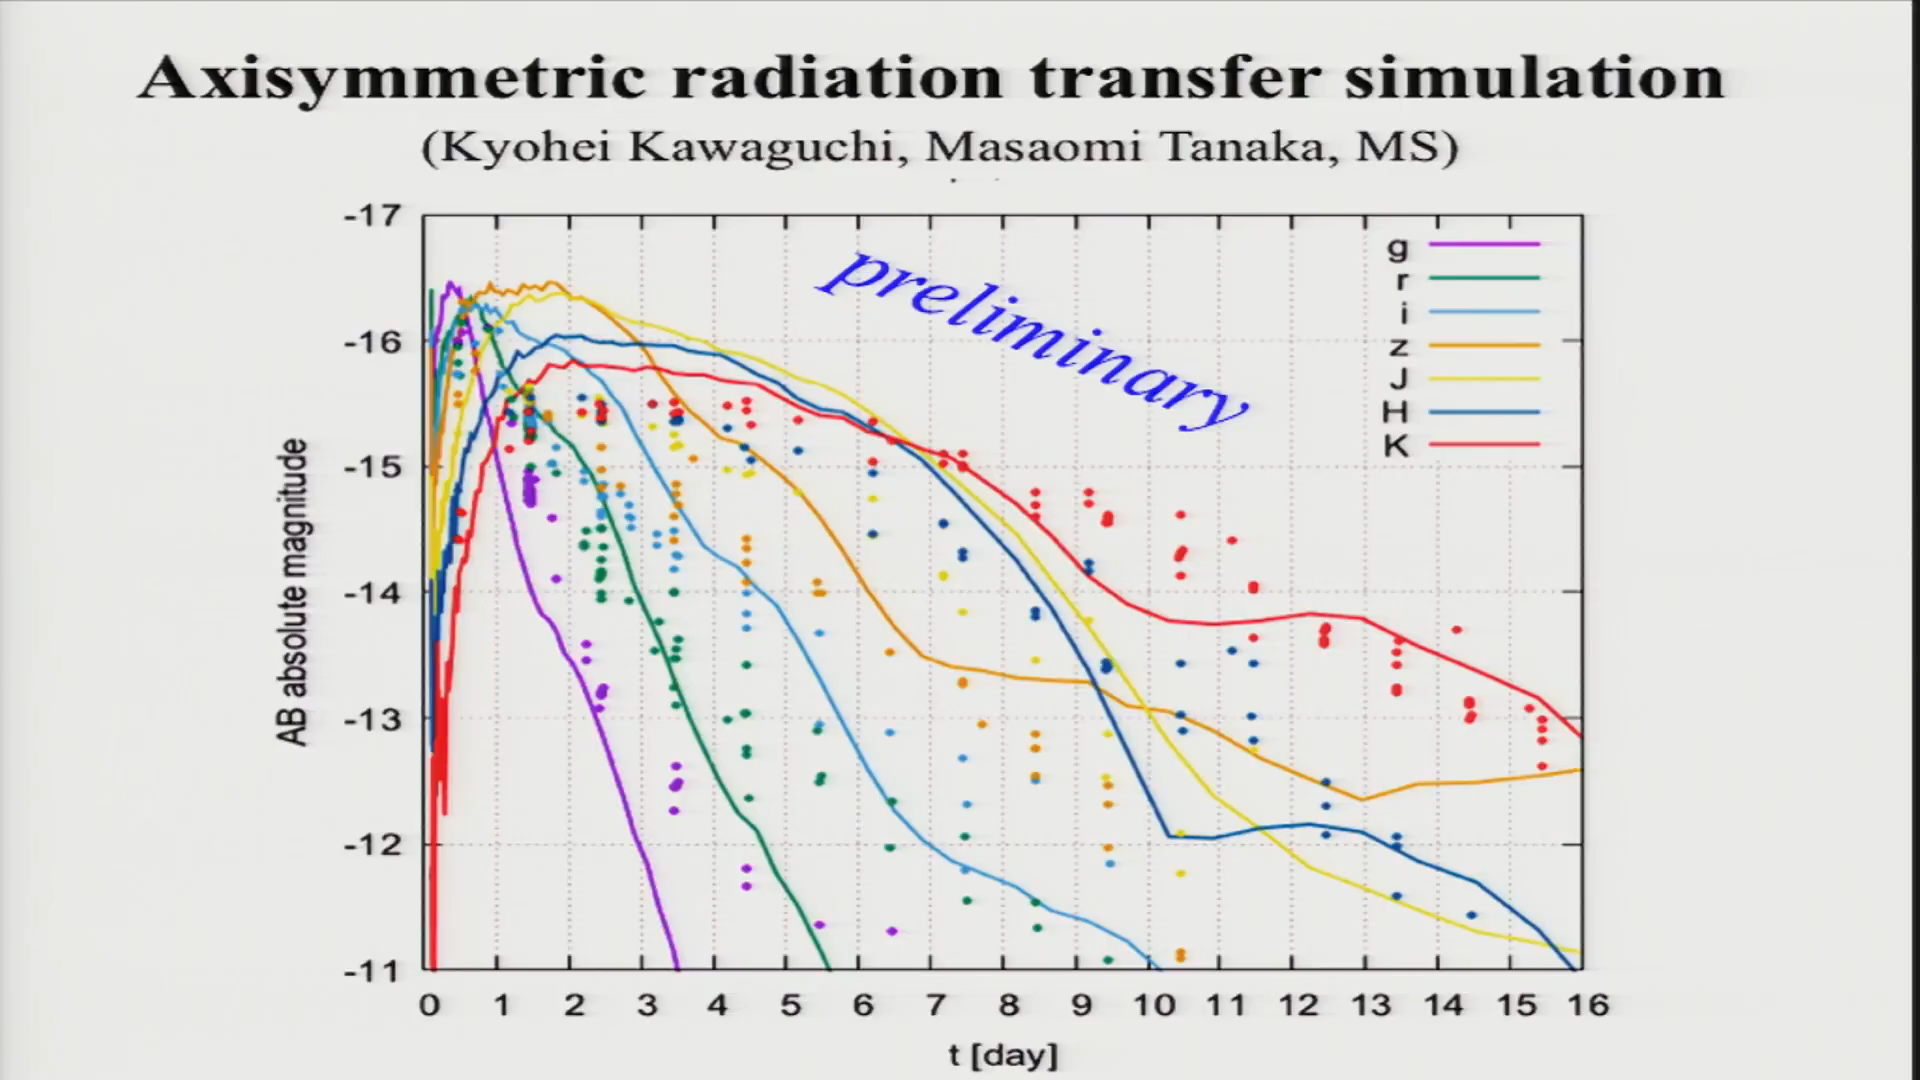 Axisymmetric radiation transfer simulation
(Kyohei Kawaguchi, Masaomi Tanaka, MS)
preliminary
g
r
i
z
J
H
K
-17
-16
-15
-14
-13
-12
-11
AB absolute magnitude
0 1 2 3 4 5 6 7 8 9 10 11 12 13 14 15 16
t [day]